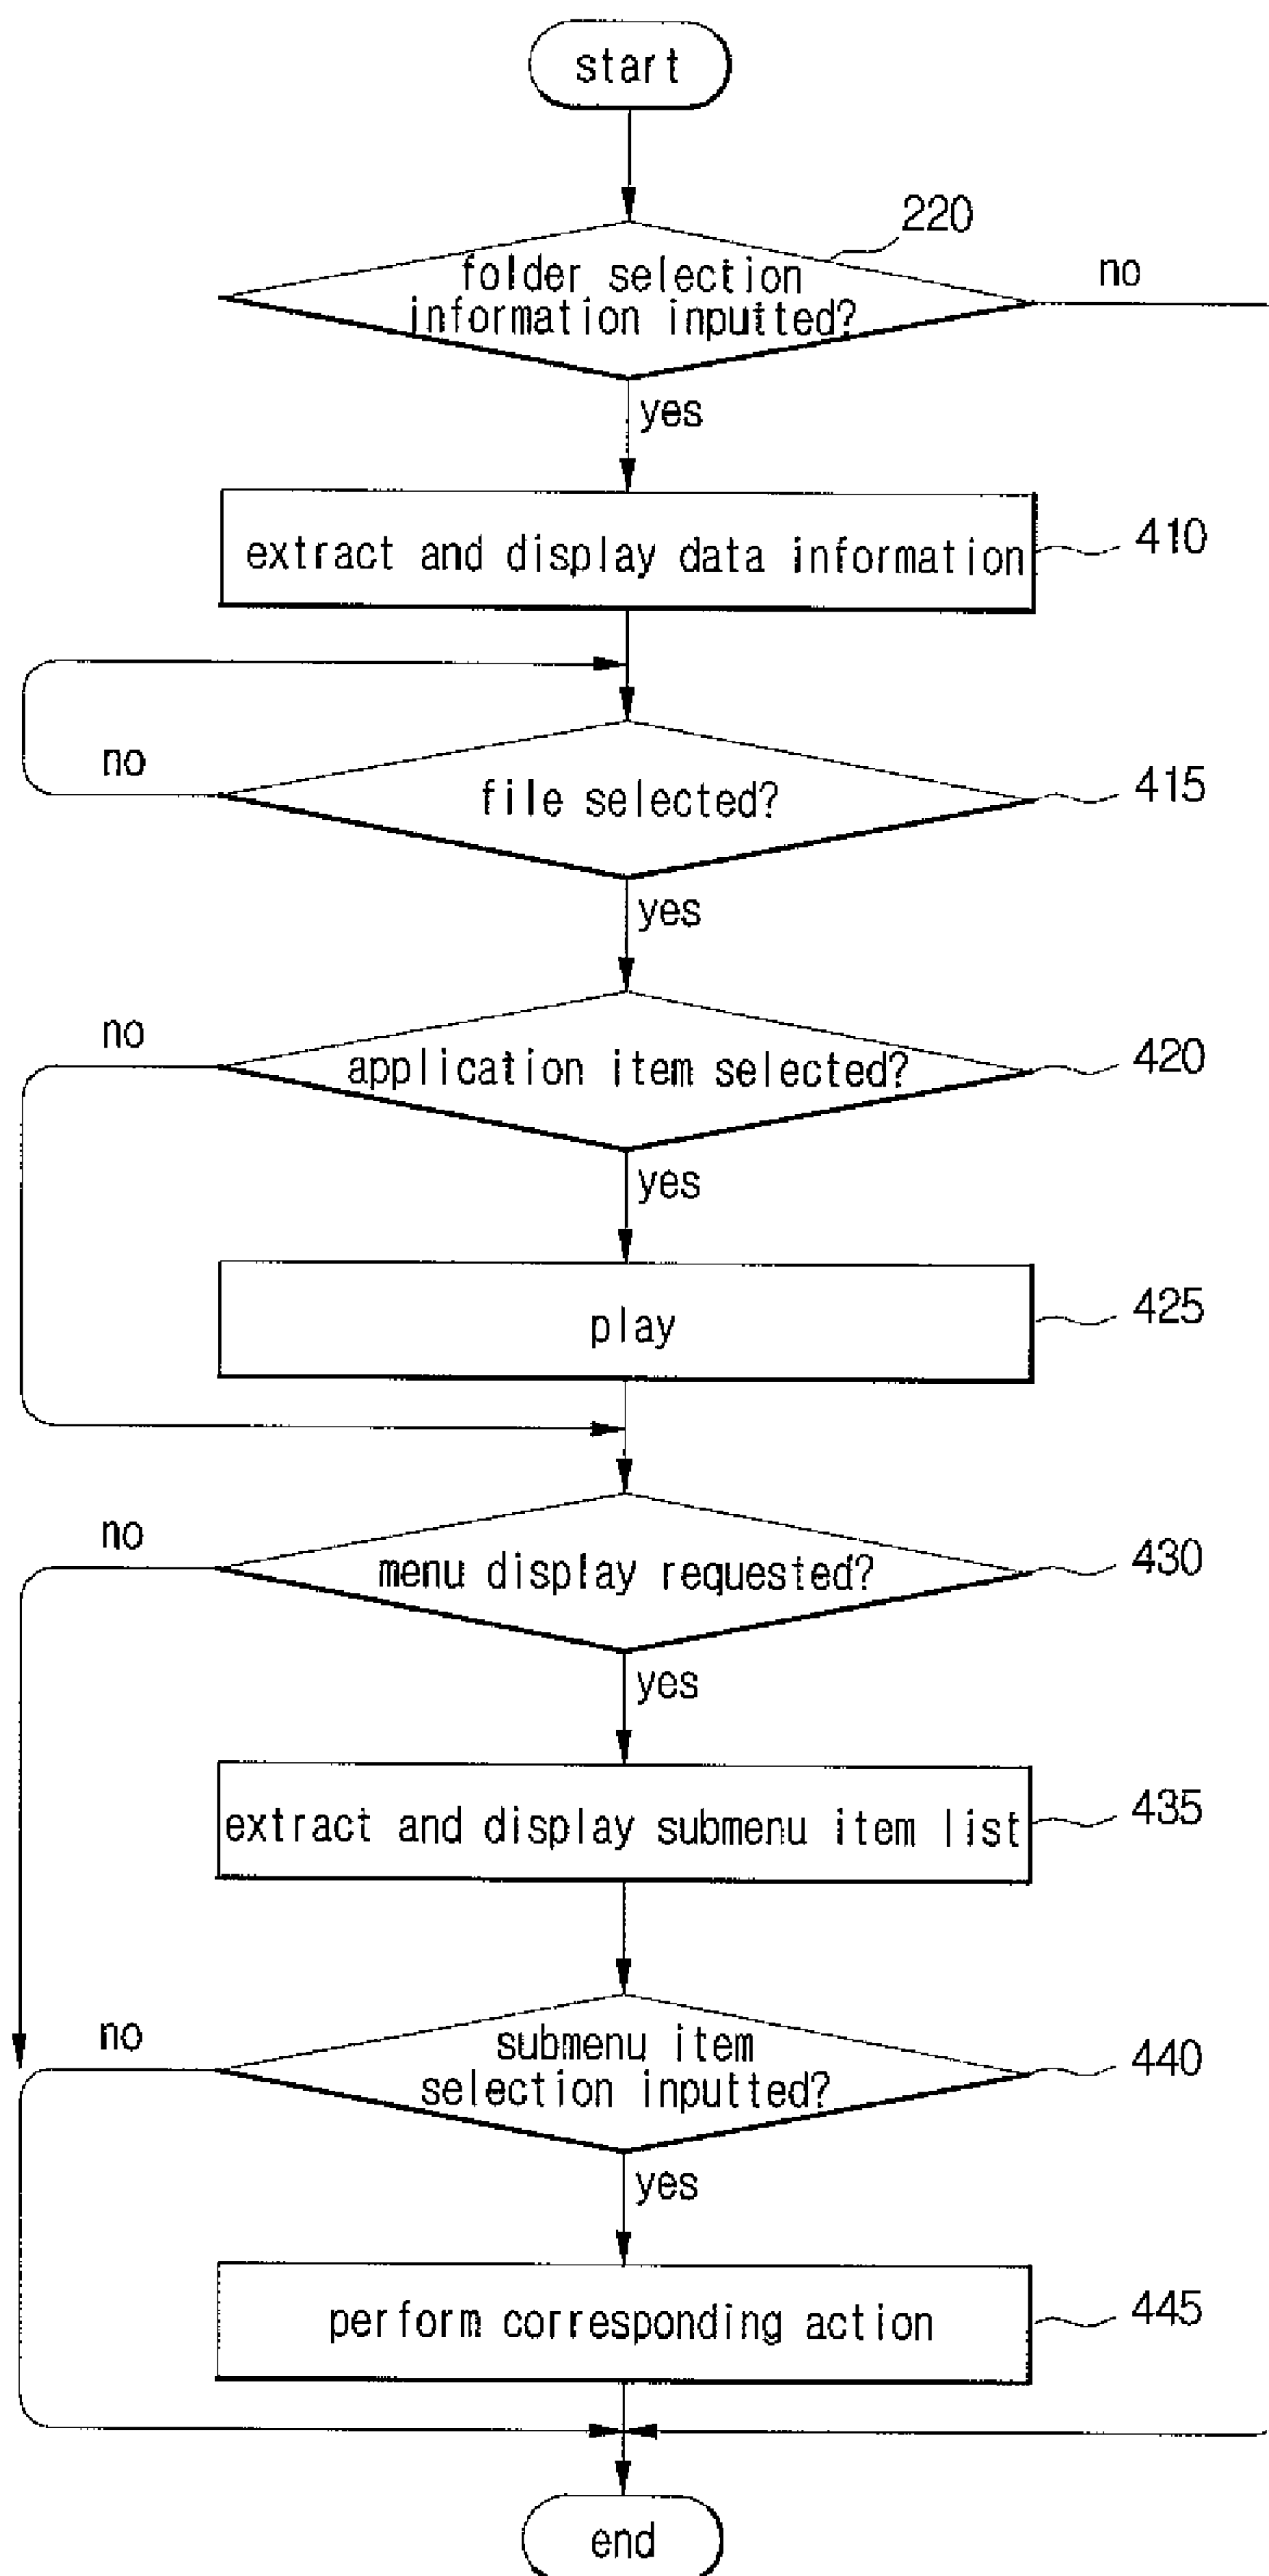 start
220
folder selection
information inputted?
no
yes
extract and display data information
410
no
file selected?
415
yes
no
application item selected?
420
yes
play
425
no
menu display requested?
430
yes
extract and display submenu item list
435
no
submenu item
selection inputted?
440
yes
perform corresponding action
445
end